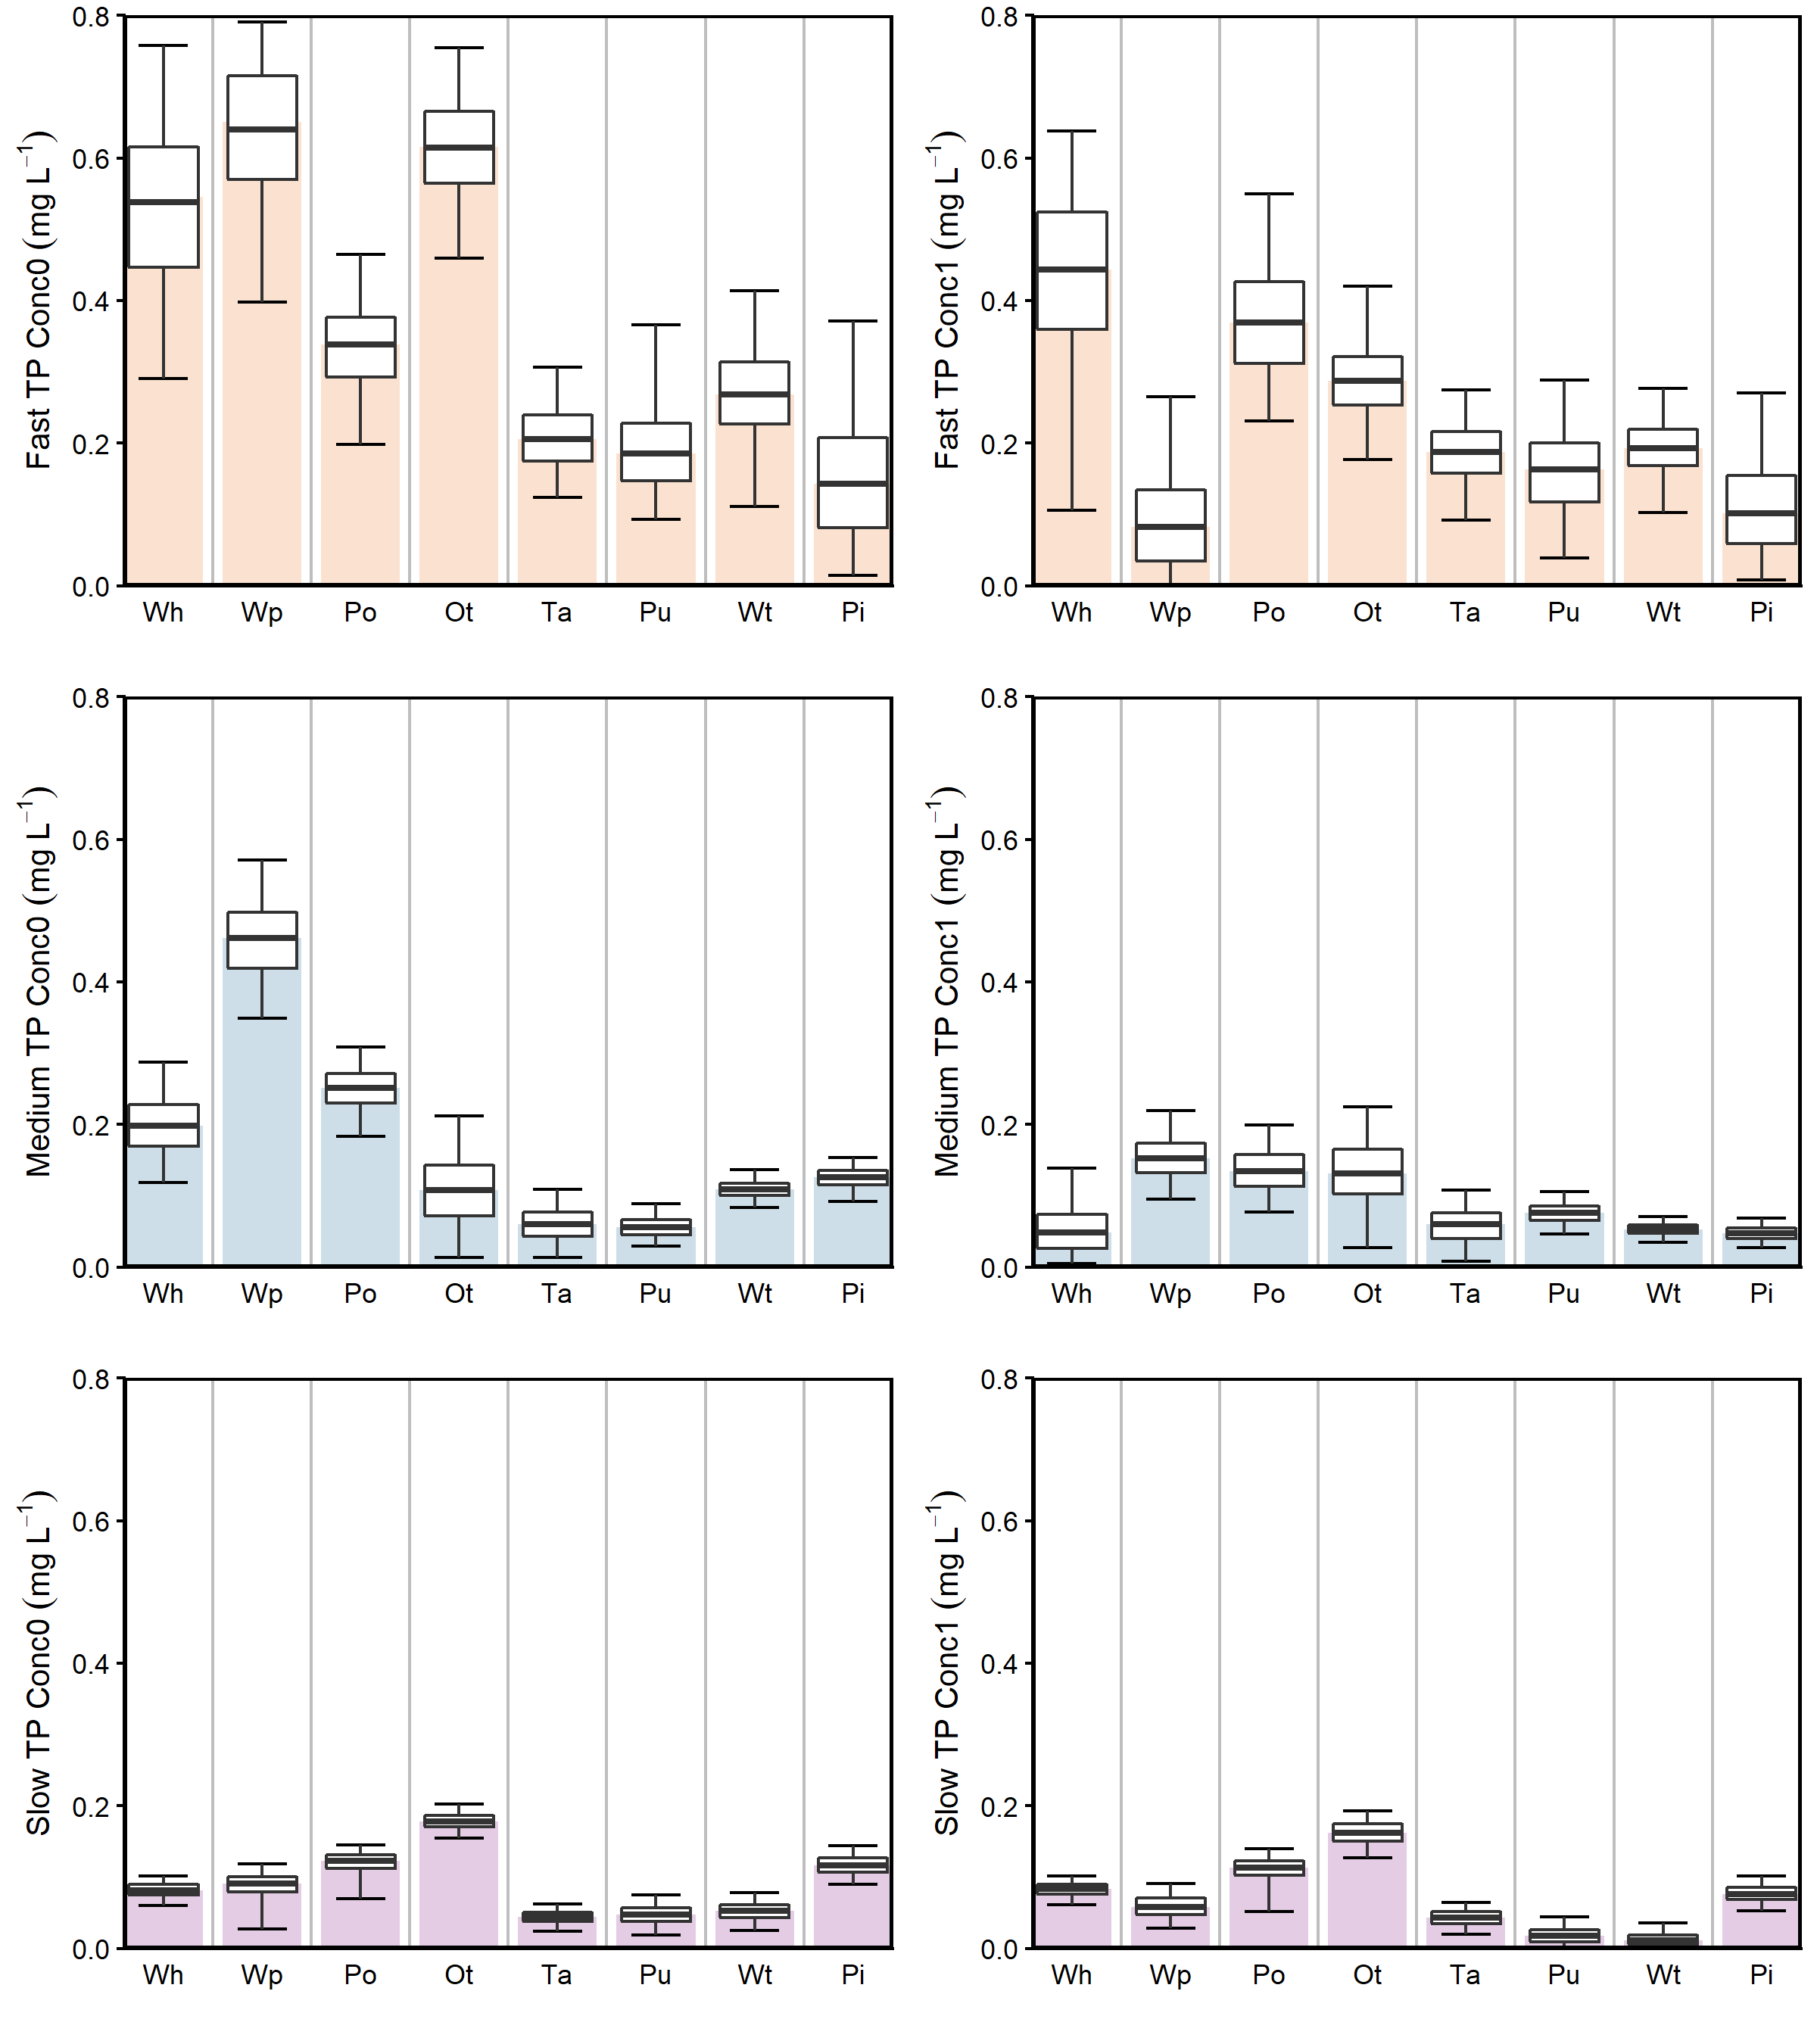 Fast TP Conc0 (mg L⁻¹)
0.8
0.6
0.4
0.2
0.0
Wh Wp Po Ot Ta Pu Wt Pi
Fast TP Conc1 (mg L⁻¹)
0.8
0.6
0.4
0.2
0.0
Wh Wp Po Ot Ta Pu Wt Pi
Medium TP Conc0 (mg L⁻¹)
0.8
0.6
0.4
0.2
0.0
Wh Wp Po Ot Ta Pu Wt Pi
Medium TP Conc1 (mg L⁻¹)
0.8
0.6
0.4
0.2
0.0
Wh Wp Po Ot Ta Pu Wt Pi
Slow TP Conc0 (mg L⁻¹)
0.8
0.6
0.4
0.2
0.0
Wh Wp Po Ot Ta Pu Wt Pi
Slow TP Conc1 (mg L⁻¹)
0.8
0.6
0.4
0.2
0.0
Wh Wp Po Ot Ta Pu Wt Pi